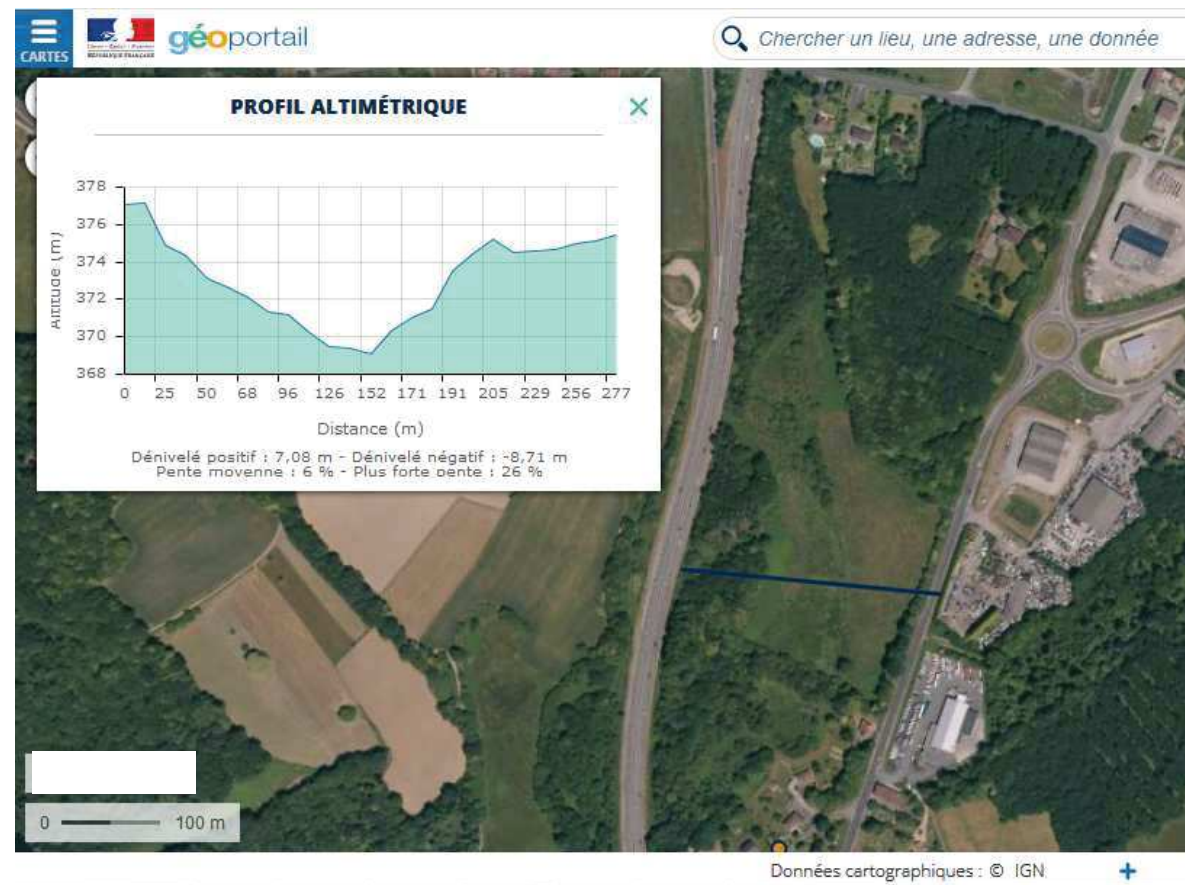 CARTES
RÉPUBLIQUE FRANÇAISE
géoportail
Chercher un lieu, une adresse, une donnée
PROFIL ALTIMÉTRIQUE
Altitude (m)
378
376
374
372
370
368
0 25 50 68 96 126 152 171 191 205 229 256 277
Distance (m)
Dénivelé positif : 7,08 m - Dénivelé négatif : -8,71 m
Pente moyenne : 6 % - Plus forte pente : 26 %
0 100 m
Données cartographiques : © IGN